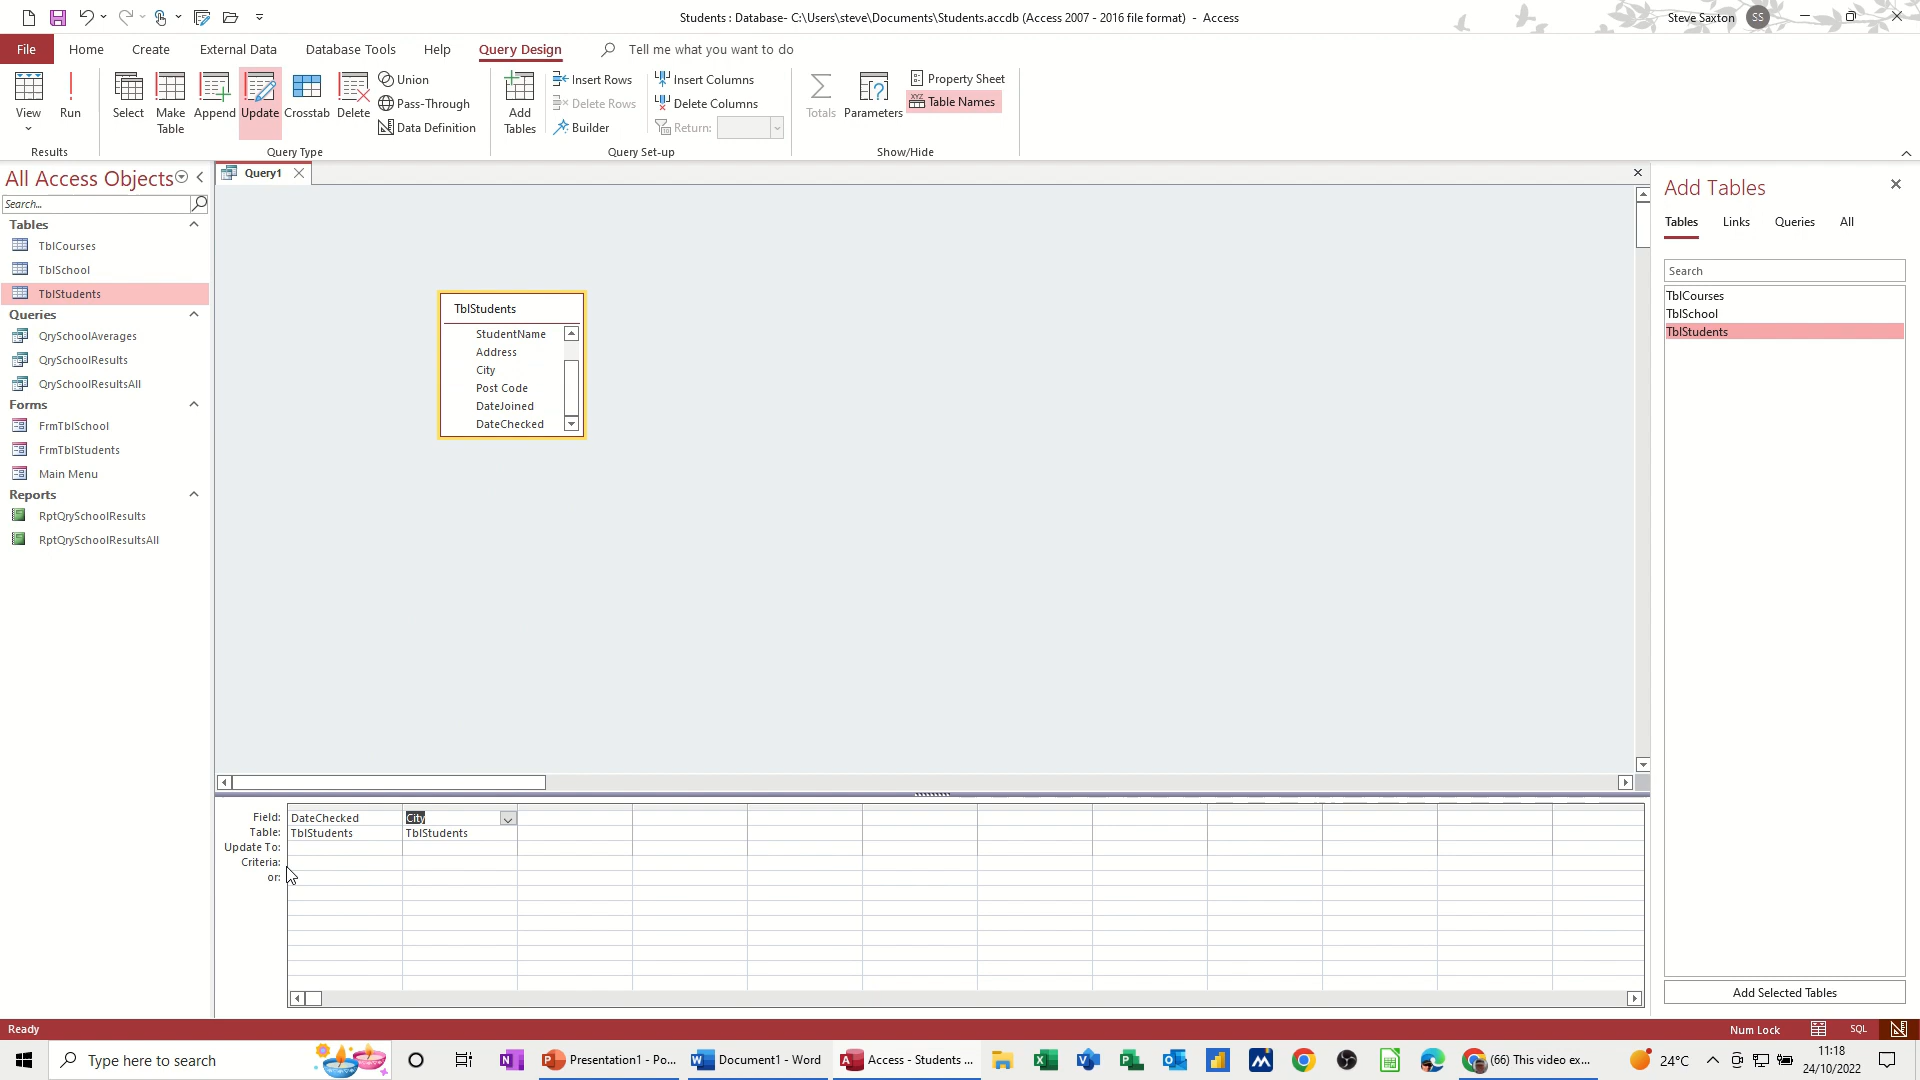 Students : Database- C:\Users\steve\Documents\Students.accdb (Access 2007 - 2016 file format) - Access
Steve Saxton
SS
File
Home
Create
External Data
Database Tools
Help
Query Design
Tell me what you want to do
View
Run
Results
Select
Make Table
Append
Update
Crosstab
Delete
Union
Pass-Through
Data Definition
Query Type
Add Tables
Insert Rows
Delete Rows
Builder
Insert Columns
Delete Columns
Return:
Query Set-up
Totals
Parameters
Property Sheet
Table Names
Show/Hide
All Access Objects
Search...
Tables
TblCourses
TblSchool
TblStudents
Queries
QrySchoolAverages
QrySchoolResults
QrySchoolResultsAll
Forms
FrmTblSchool
FrmTblStudents
Main Menu
Reports
RptQrySchoolResults
RptQrySchoolResultsAll
Query1
TblStudents
StudentName
Address
City
Post Code
DateJoined
DateChecked
Field: DateChecked City
Table: TblStudents TblStudents
Update To:
Criteria:
or:
Add Tables
Tables
Links
Queries
All
Search
TblCourses
TblSchool
TblStudents
Add Selected Tables
Ready
Num Lock
SQL
Type here to search
Presentation1 - Po...
Document1 - Word
Access - Students ...
(66) This video ex...
24°C
11:18
24/10/2022